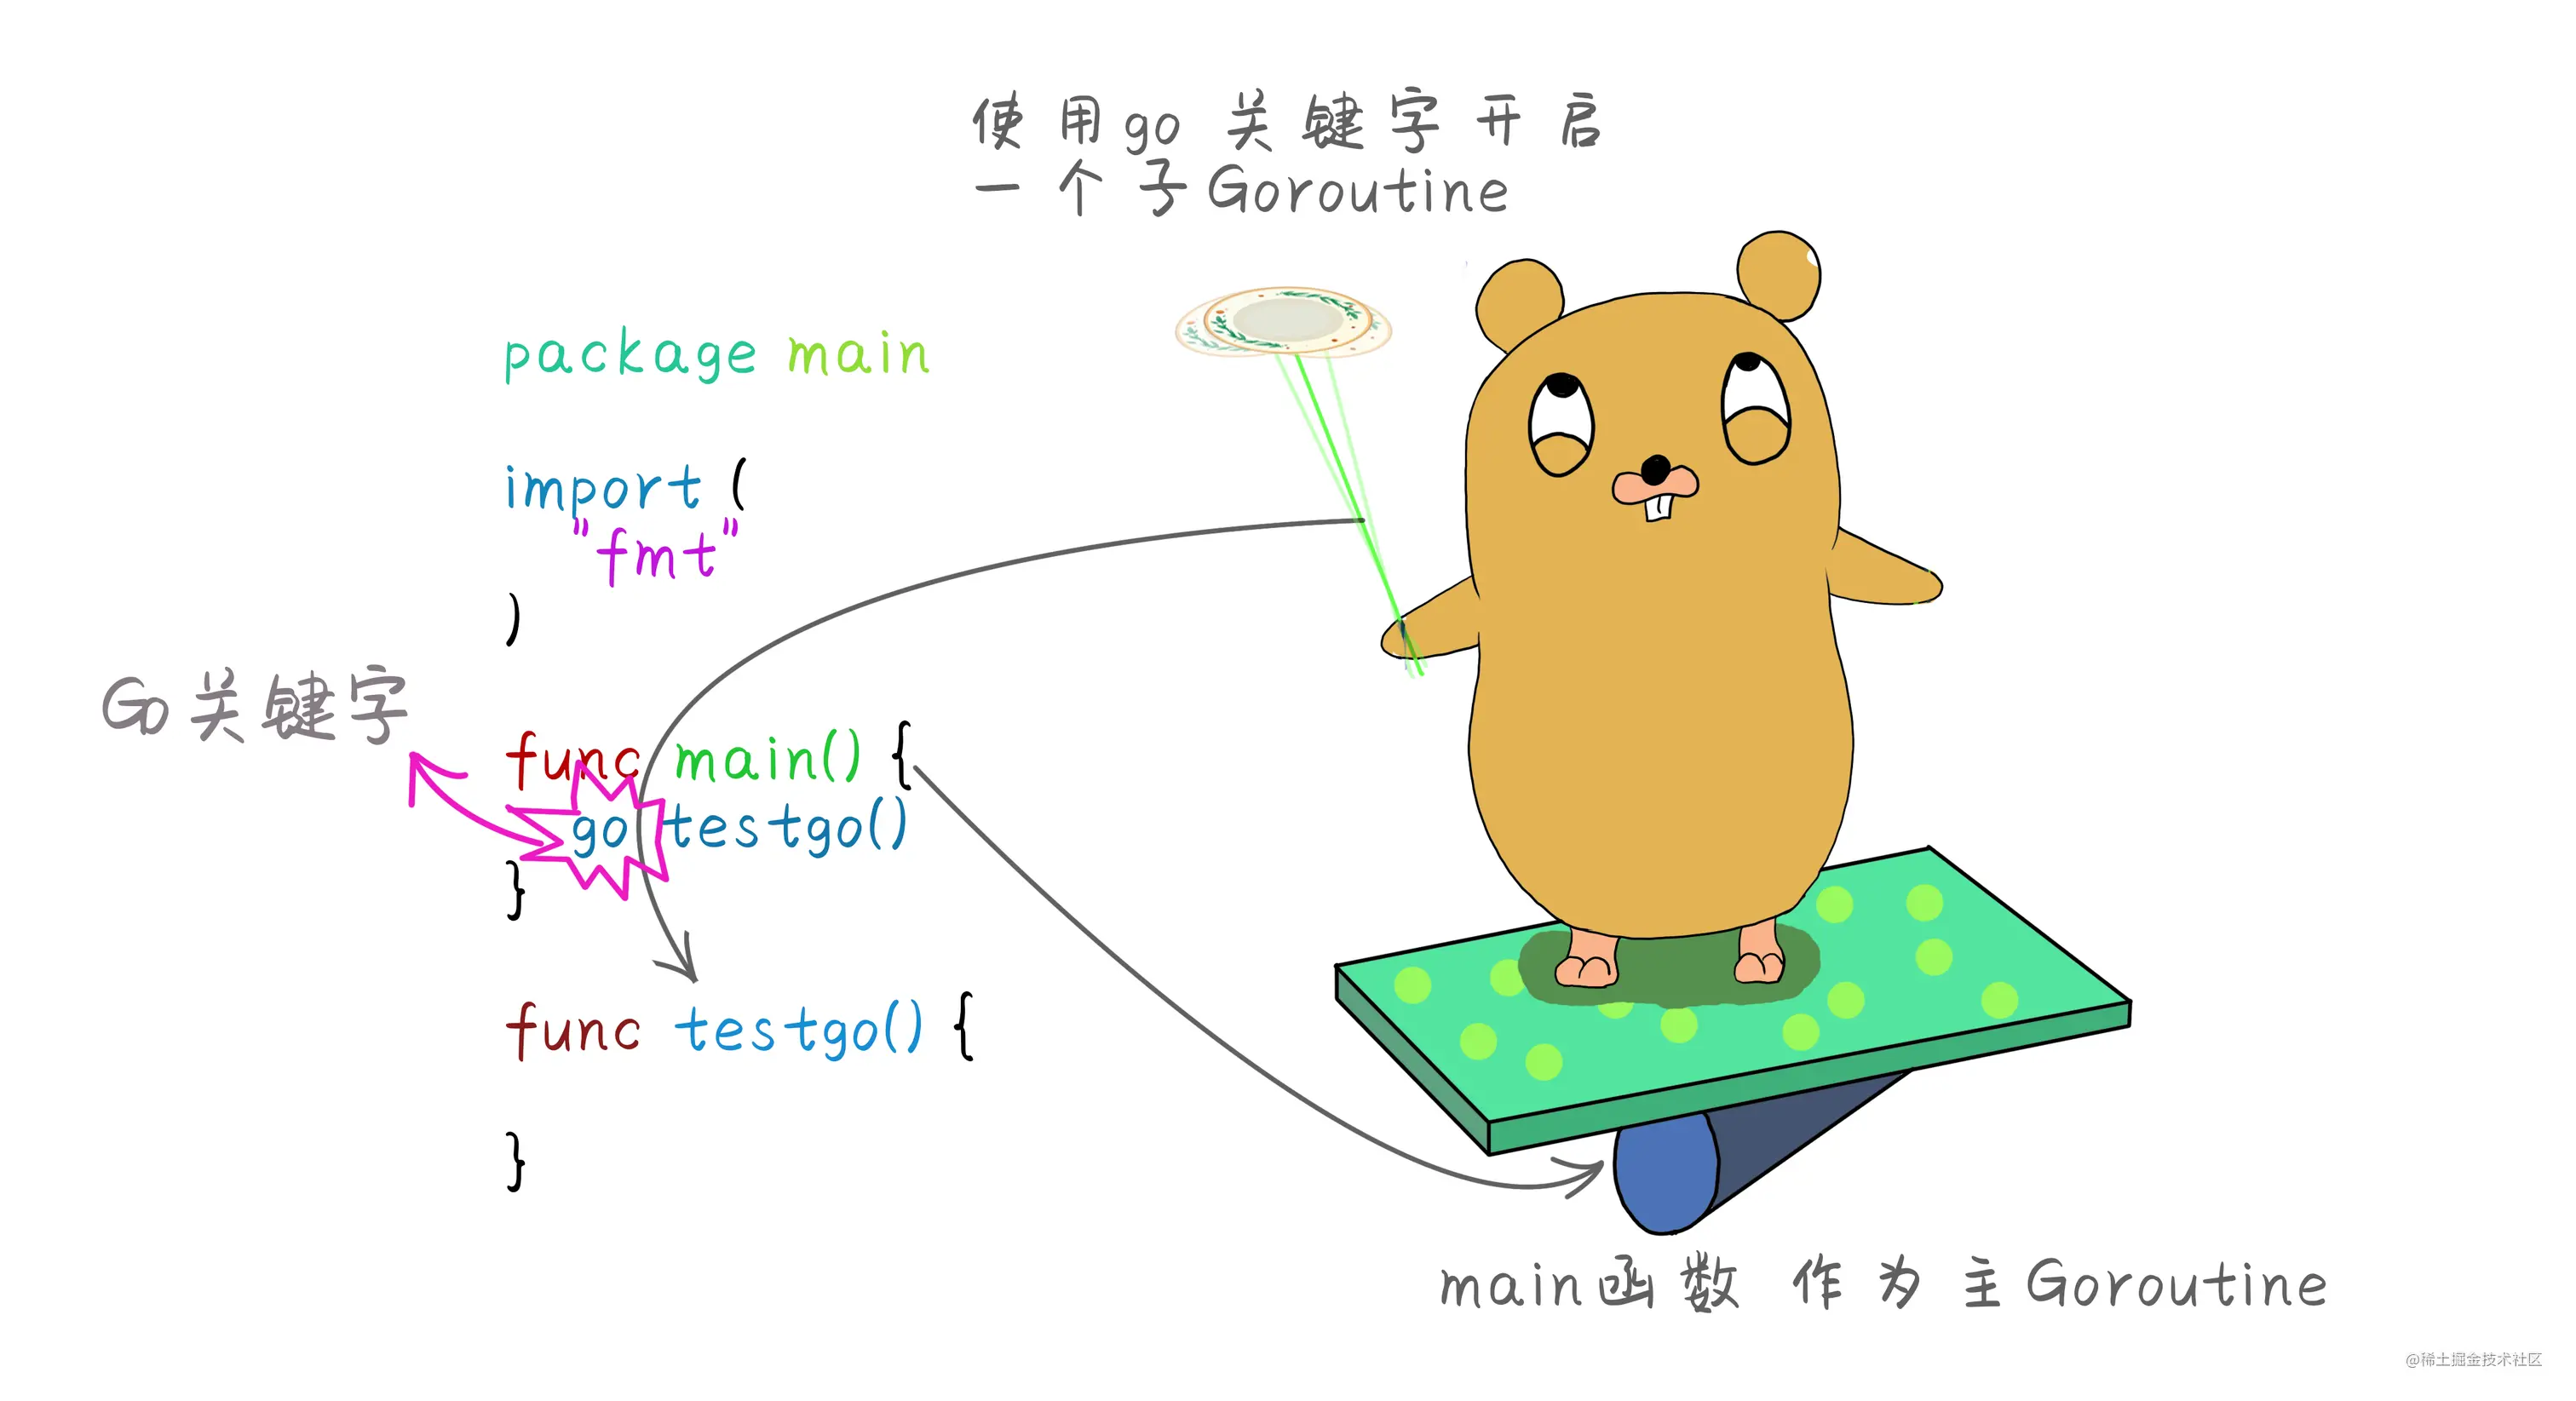 使用go 关键字开启
一个子Goroutine
package main
import (
"fmt"
)
Go关键字
func main() {
go testgo()
}
func testgo() {
}
main函数 作为 主Goroutine
@稀土掘金技术社区